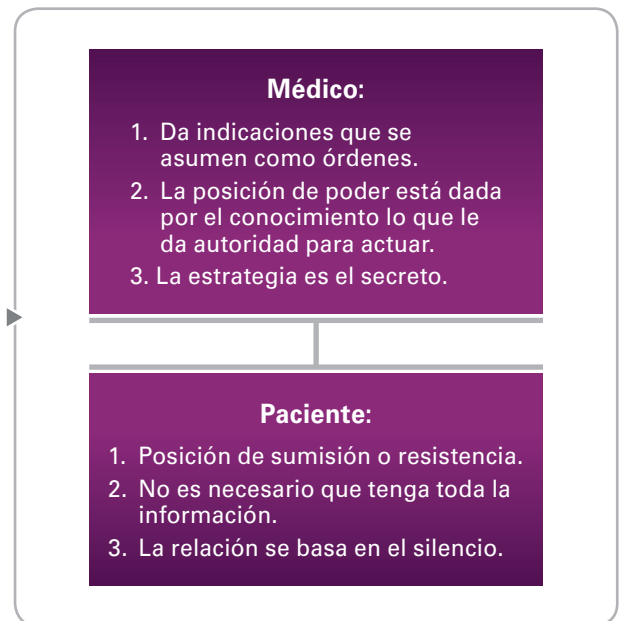 Médico:
1. Da indicaciones que se
asumen como órdenes.
2. La posición de poder está dada
por el conocimiento lo que le
da autoridad para actuar.
3. La estrategia es el secreto.
Paciente:
1. Posición de sumisión o resistencia.
2. No es necesario que tenga toda la
información.
3. La relación se basa en el silencio.